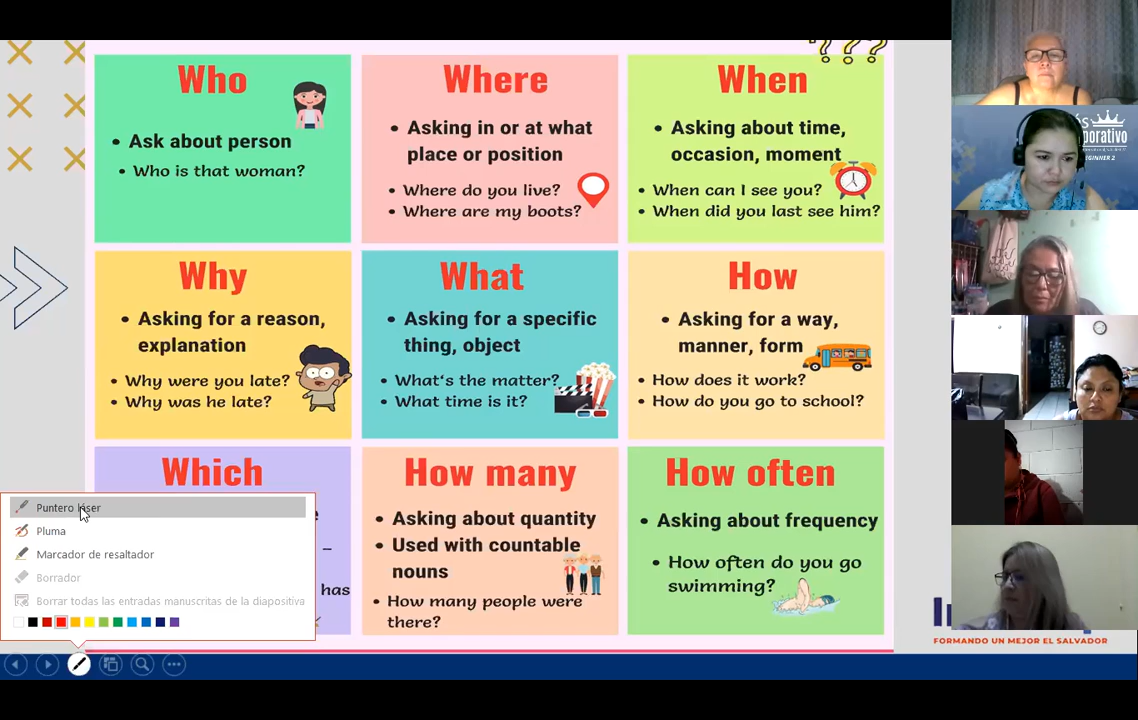 ???
Who
Ask about person
Who is that woman?
Where
Asking in or at what
place or position
Where do you live?
Where are my boots?
When
Asking about time,
occasion, moment
When can I see you?
When did you last see him?
Why
Asking for a reason,
explanation
Why were you late?
Why was he late?
What
Asking for a specific
thing, object
What's the matter?
What time is it?
How
Asking for a way,
manner, form
How does it work?
How do you go to school?
Which
–
has
How many
Asking about quantity
Used with countable
nouns
How many people were
there?
How often
Asking about frequency
How often do you go
swimming?
Puntero láser
Pluma
Marcador de resaltador
Borrador
Borrar todas las entradas manuscritas de la diapositiva
FORMANDO UN MEJOR EL SALVADOR